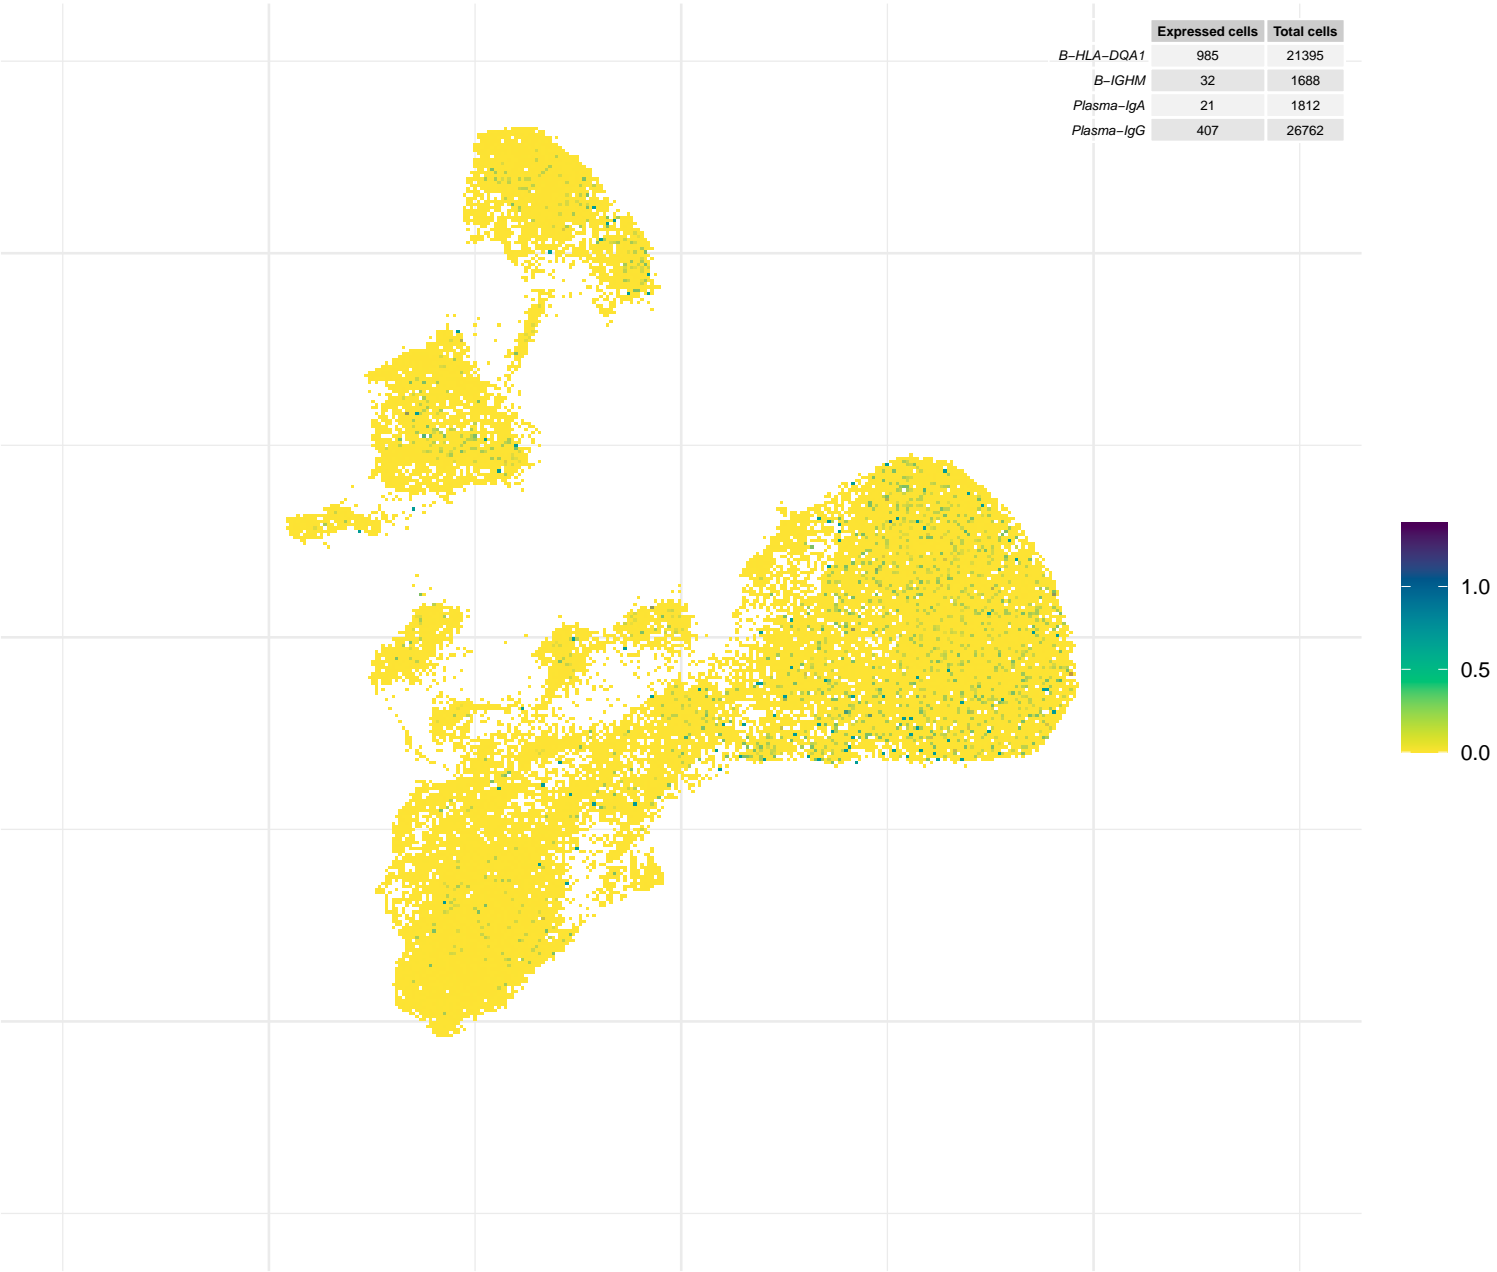 Expressed cells Total cells
B−HLA−DQA1 985 21395
B−IGHM 32 1688
Plasma−IgA 21 1812
Plasma−IgG 407 26762
1.0
0.5
0.0